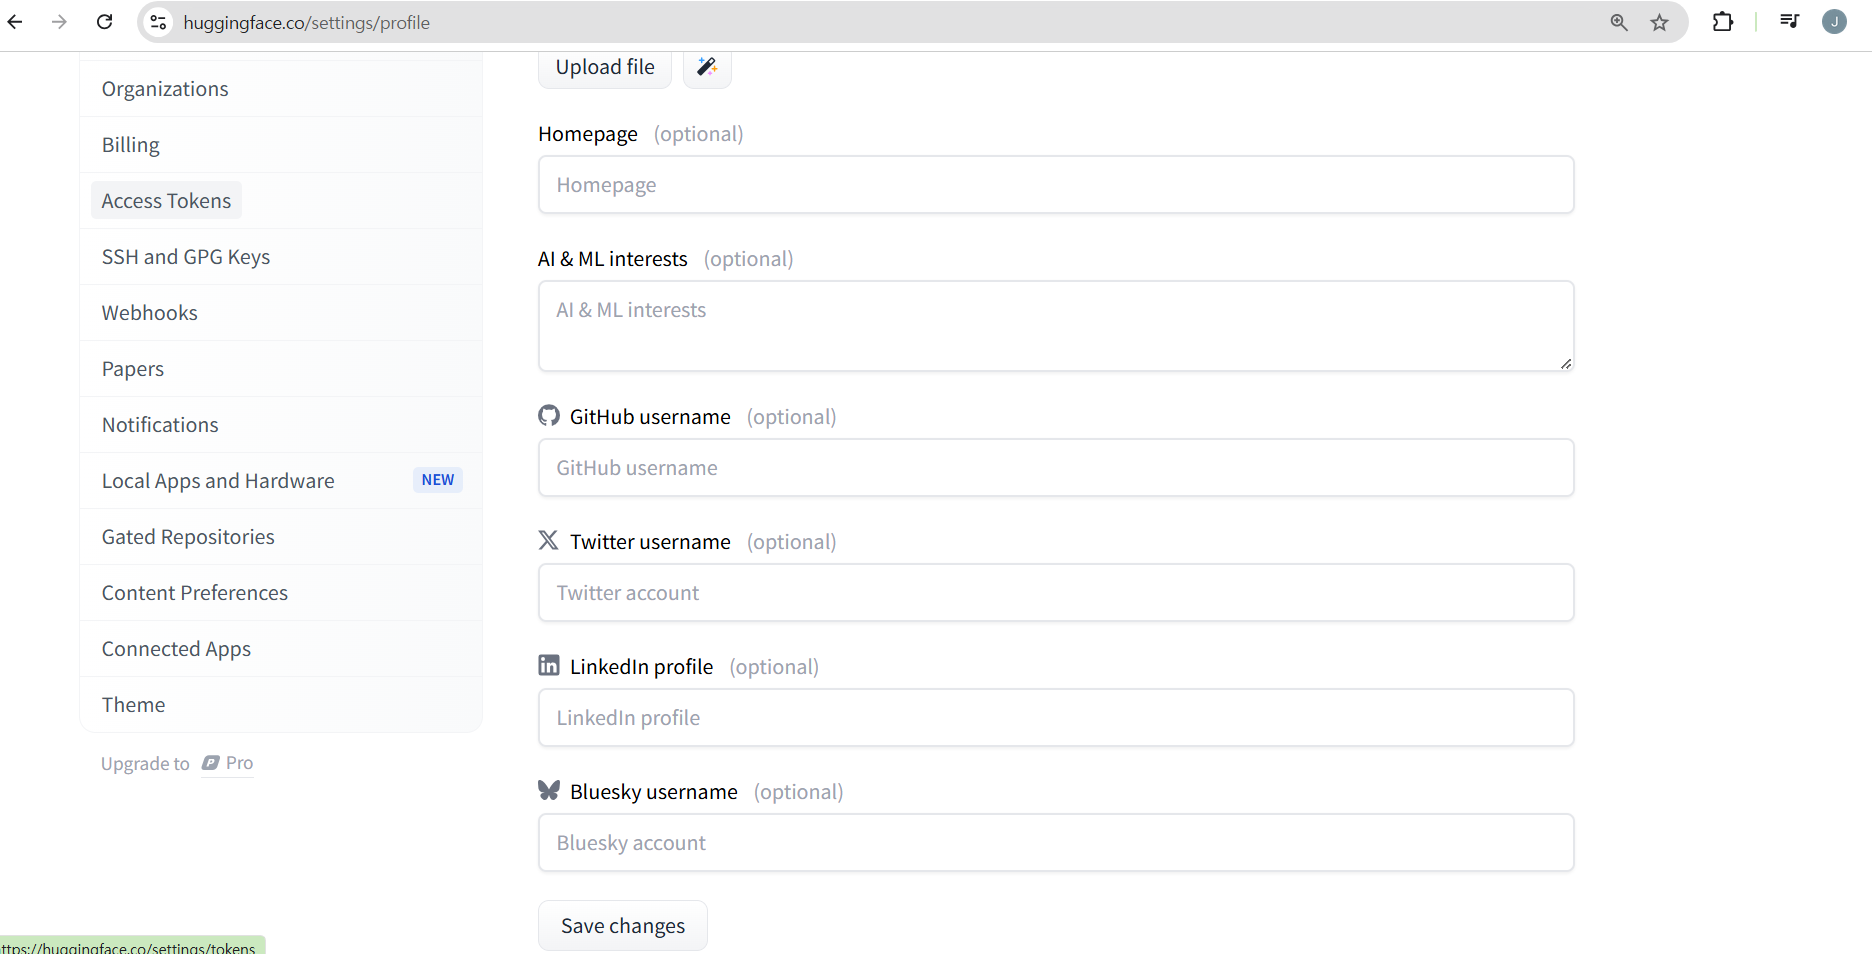 huggingface.co/settings/profile
J
Organizations
Billing
Access Tokens
SSH and GPG Keys
Webhooks
Papers
Notifications
Local Apps and Hardware NEW
Gated Repositories
Content Preferences
Connected Apps
Theme
Upgrade to Pro
Upload file
Homepage (optional)
Homepage
AI & ML interests (optional)
AI & ML interests
GitHub username (optional)
GitHub username
Twitter username (optional)
Twitter account
LinkedIn profile (optional)
LinkedIn profile
Bluesky username (optional)
Bluesky account
Save changes
ttps://huggingface.co/settings/tokens